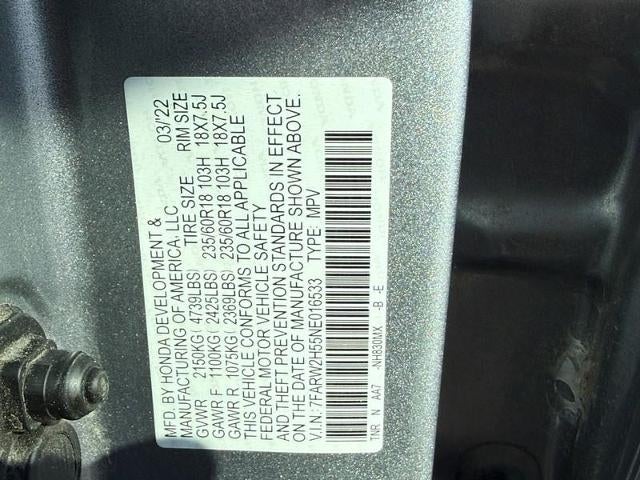 MFD. BY HONDA DEVELOPMENT & 03/'22
MANUFACTURING OF AMERICA, LLC
TIRE SIZE RIM SIZE
GVWR 2150KG ( 4739LBS)
GAWR F 1100KG ( 2425LBS) 235/60R18 103H 18X7.5J
GAWR R 1075KG ( 2369LBS) 235/60R18 103H 18X7.5J
THIS VEHICLE CONFORMS TO ALL APPLICABLE
FEDERAL MOTOR VEHICLE SAFETY
AND THEFT PREVENTION STANDARDS IN EFFECT
ON THE DATE OF MANUFACTURE SHOWN ABOVE.
V.I.N.: 7FARW2H55NE016533 TYPE: MPV
TNR N AA7 -NH830MX -B -E